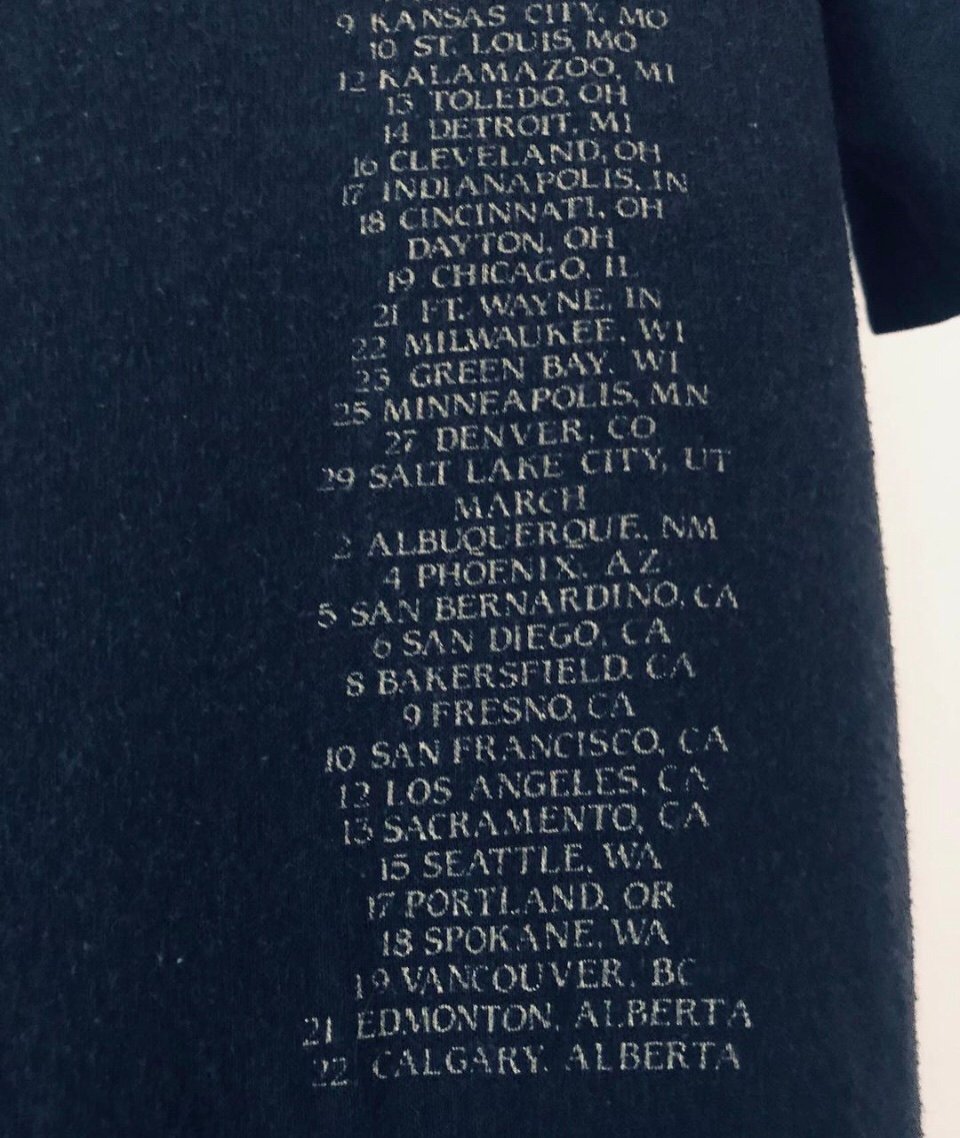 9 KANSAS CITY, MO
10 ST. LOUIS, MO
12 KALAMAZOO, MI
13 TOLEDO, OH
14 DETROIT, MI
16 CLEVELAND, OH
17 INDIANAPOLIS, IN
18 CINCINNATI, OH
DAYTON, OH
19 CHICAGO, IL
21 FT. WAYNE, IN
22 MILWAUKEE, WI
23 GREEN BAY, WI
25 MINNEAPOLIS, MN
27 DENVER, CO
29 SALT LAKE CITY, UT
MARCH
2 ALBUQUERQUE, NM
4 PHOENIX, AZ
5 SAN BERNARDINO, CA
6 SAN DIEGO, CA
8 BAKERSFIELD, CA
9 FRESNO, CA
10 SAN FRANCISCO, CA
12 LOS ANGELES, CA
13 SACRAMENTO, CA
15 SEATTLE, WA
17 PORTLAND, OR
18 SPOKANE, WA
19 VANCOUVER, BC
21 EDMONTON, ALBERTA
22 CALGARY, ALBERTA